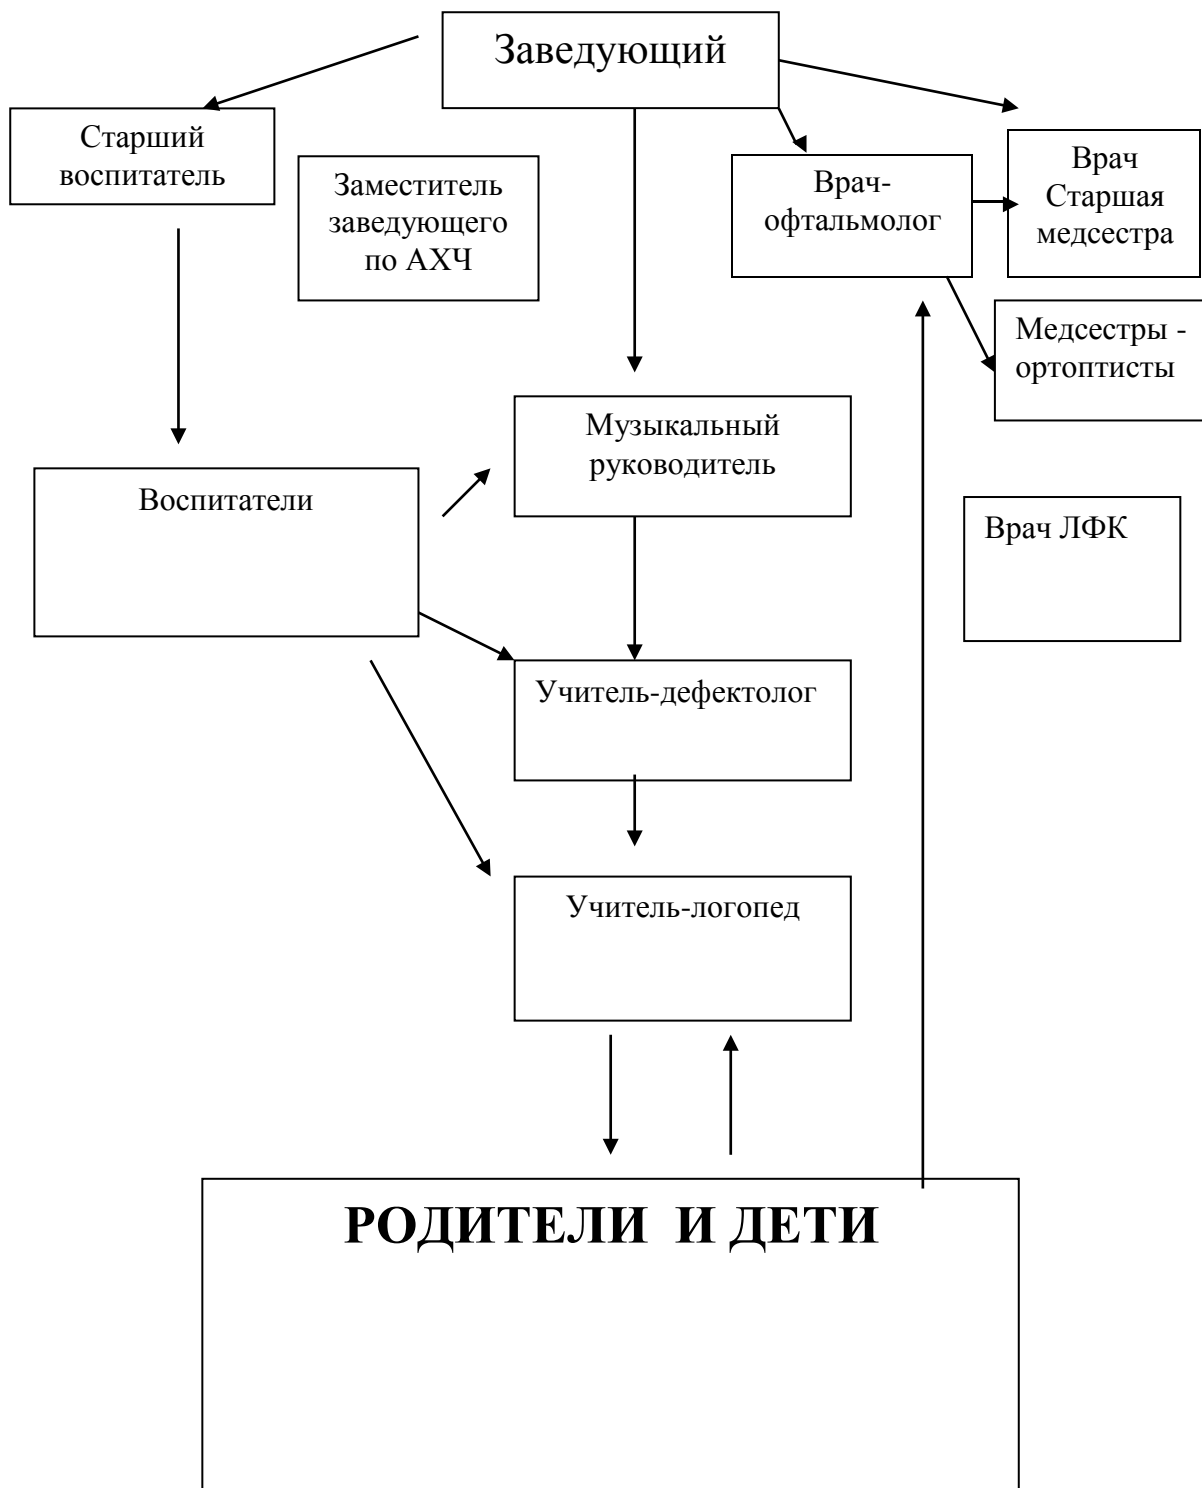 Заведующий
Старший
воспитатель
Заместитель
заведующего
по АХЧ
Врач-
офтальмолог
Врач
Старшая
медсестра
Медсестры -
ортоптисты
Музыкальный
руководитель
Воспитатели
Врач ЛФК
Учитель-дефектолог
Учитель-логопед
РОДИТЕЛИ И ДЕТИ